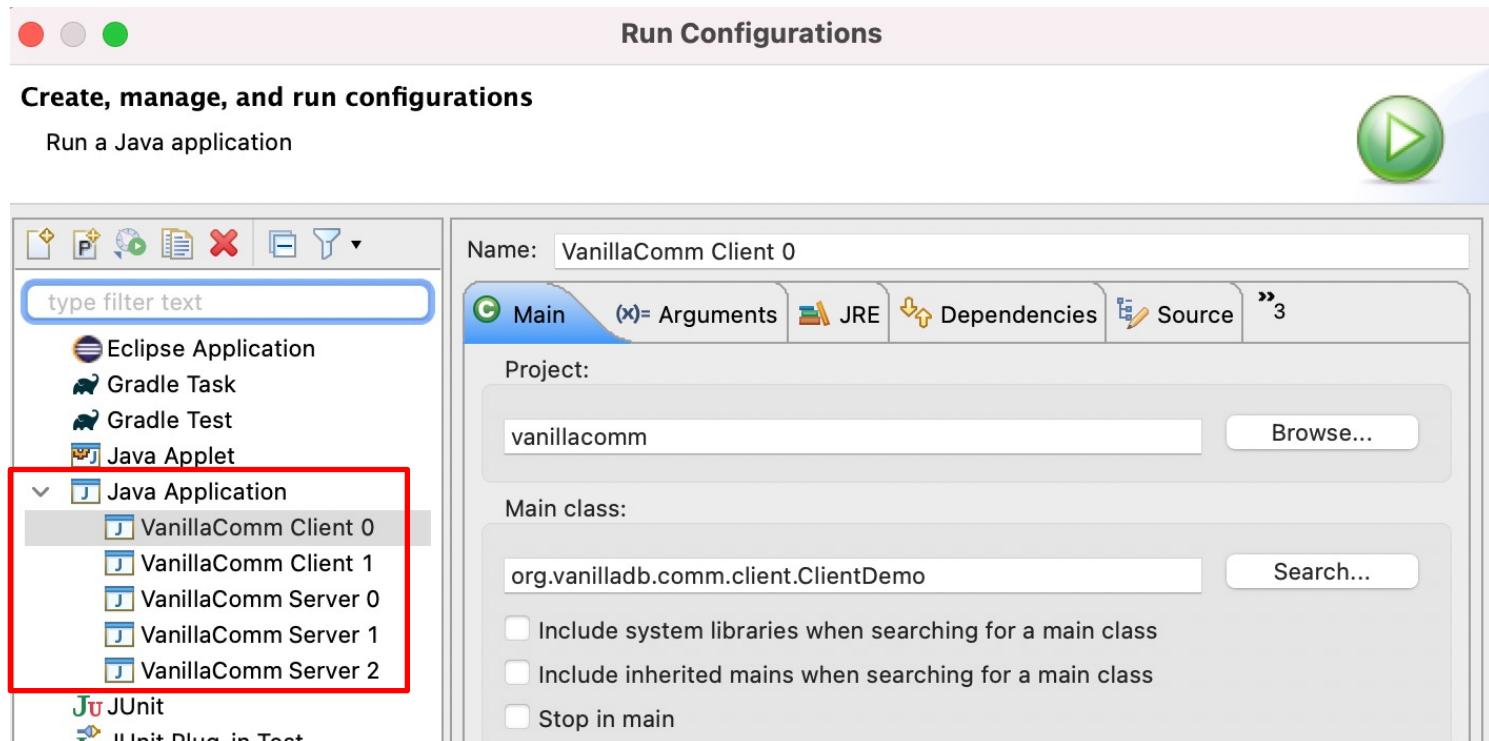 Run Configurations
Create, manage, and run configurations
Run a Java application
type filter text
Eclipse Application
Gradle Task
Gradle Test
Java Applet
Java Application
VanillaComm Client 0
VanillaComm Client 1
VanillaComm Server 0
VanillaComm Server 1
VanillaComm Server 2
JUnit
JUnit Plug-in Test
Name: VanillaComm Client 0
Main (x)= Arguments JRE Dependencies Source »3
Project:
vanillacomm Browse...
Main class:
org.vanilladb.comm.client.ClientDemo Search...
Include system libraries when searching for a main class
Include inherited mains when searching for a main class
Stop in main